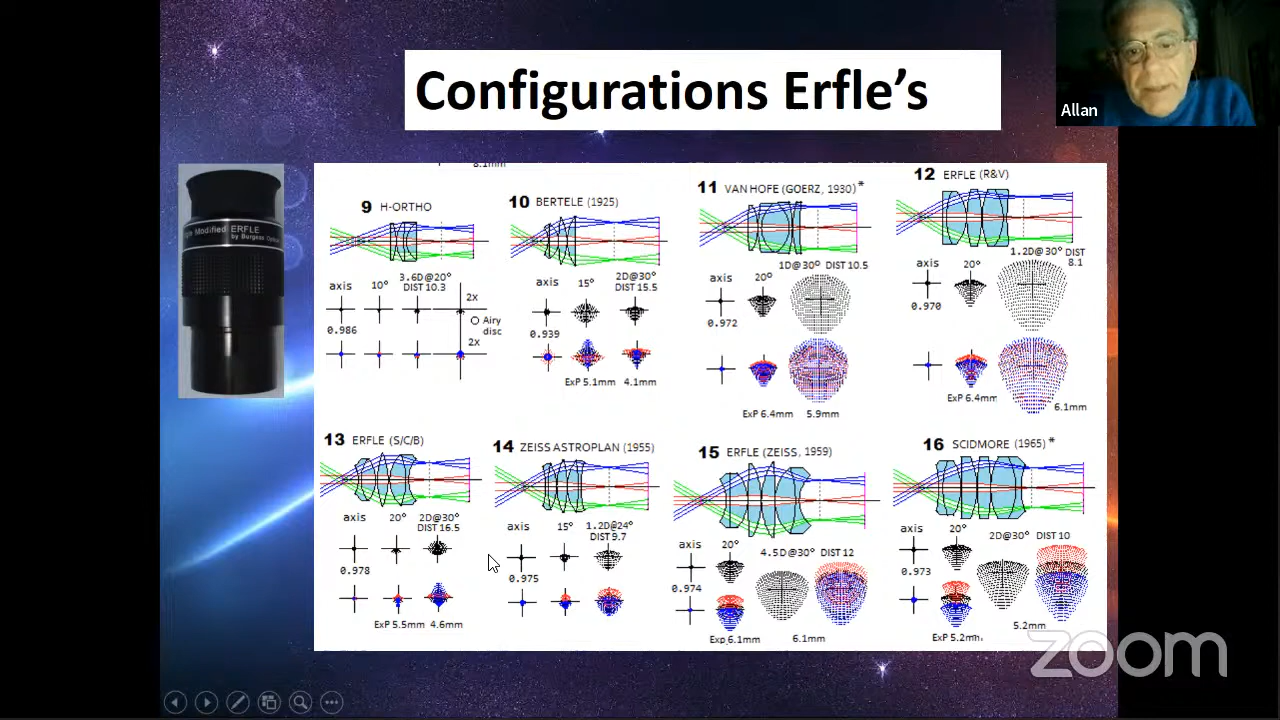 Configurations Erfle's
Allan
8.1mm
Modified ERFLE
by Burgess Optical
9 H-ORTHO
3.6D@20°
DIST 10.3
axis 10°
2x
Airy
disc
0.986
2x
10 BERTELE (1925)
2D@30°
axis 15° DIST 15.5
0.939
ExP 5.1mm 4.1mm
11 VAN HOFE (GOERZ, 1930)*
1D@30° DIST 10.5
axis 20°
0.972
ExP 6.4mm 5.9mm
12 ERFLE (R&V)
1.2D@30° DIST
8.1
axis 20°
0.970
ExP 6.4mm 6.1mm
13 ERFLE (S/C/B)
axis 20° 2D@30°
DIST 16.5
0.978
ExP 5.5mm 4.6mm
14 ZEISS ASTROPLAN (1955)
axis 15° 1.2D@24°
DIST 9.7
0.975
15 ERFLE (ZEISS, 1959)
axis 20° 4.5D@30° DIST 12
0.974
Exp 6.1mm 6.1mm
16 SCIDMORE (1965)*
axis 20° 2D@30° DIST 10
0.973
ExP 5.2mm 5.2mm
zoom